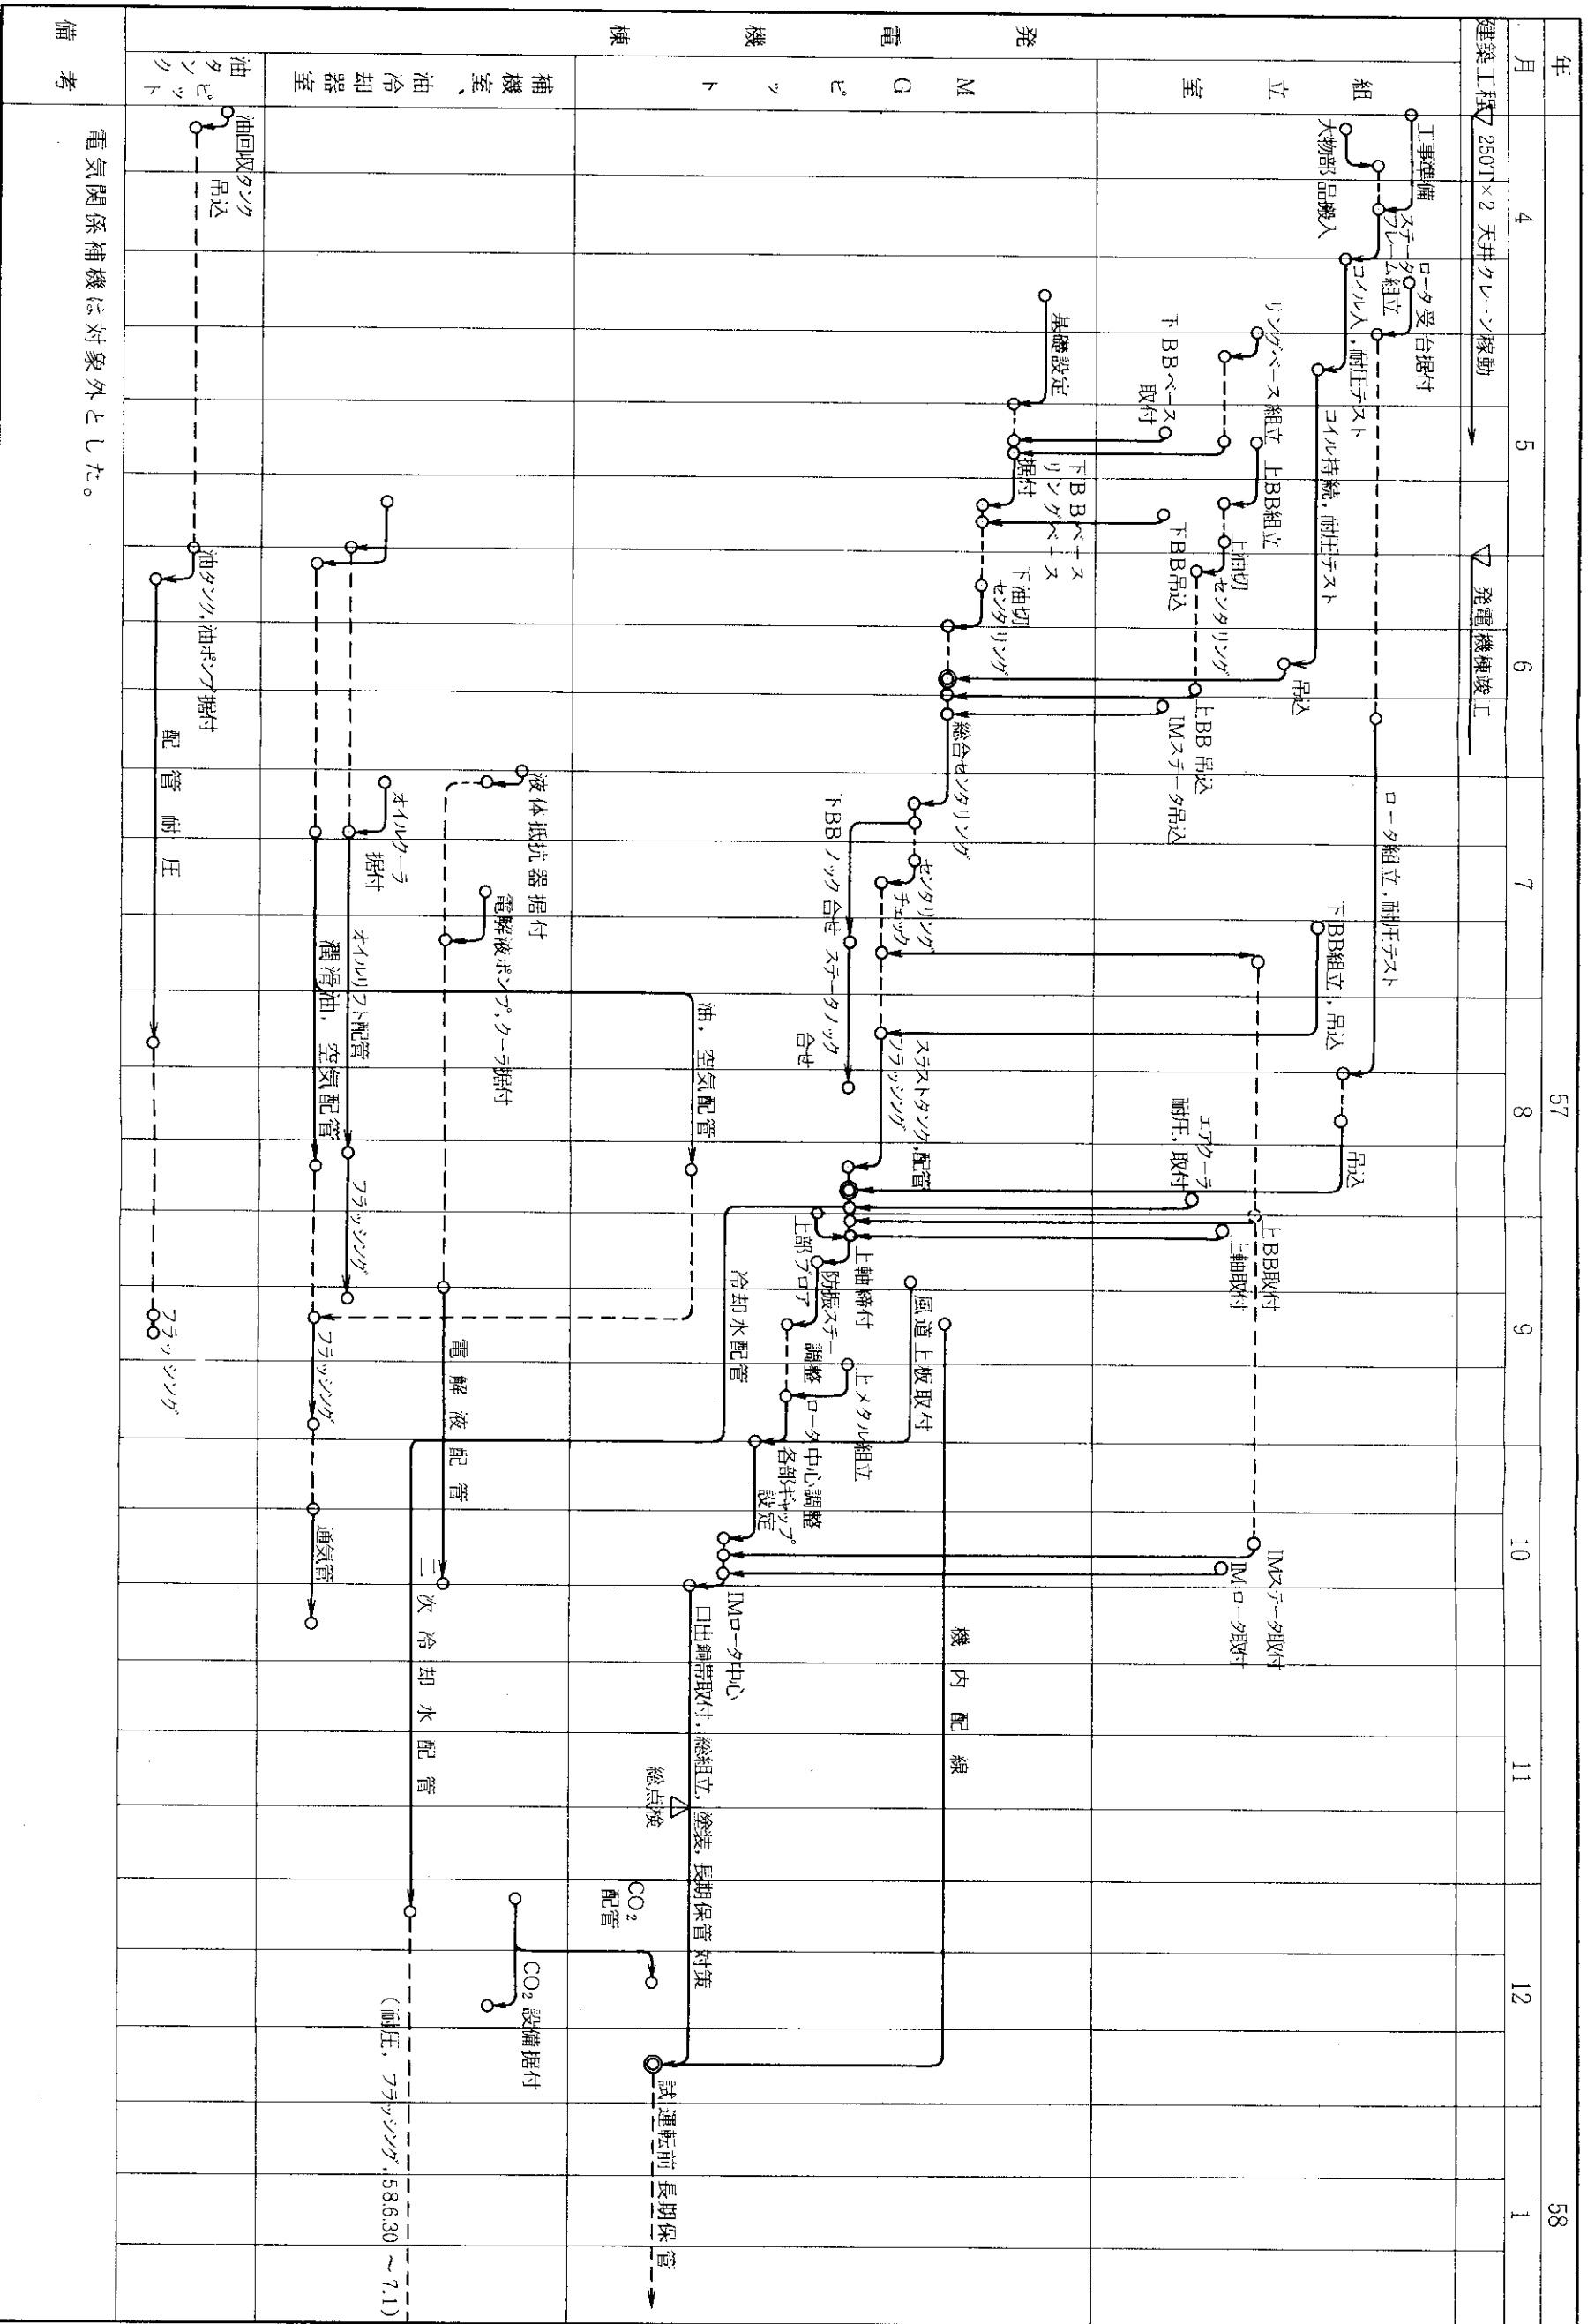 年 57 58
月 4 5 6 7 8 9 10 11 12 1
建築工程
250T×2 天井クレーン稼動
発電機棟竣工
発電機棟
組立室
工事準備
大物部品搬入
ステータ
フレーム組立
ロータ受台据付
コイル入,耐圧テスト
コイル持続,耐圧テスト
吊込
ロータ組立,耐圧テスト
吊込
リングベース組立
下BBベース
取付
上BB組立
上油切
センタリング
下BB吊込
上BB吊込
IMステータ吊込
下BB組立,吊込
エアクーラ
耐圧,取付
上BB取付
上軸取付
IMステータ取付
IMロータ取付
MGピット
基礎設定
下BBベース
リングベース
据付
下油切
センタリング
総合センタリング
下BBノック合せ
センタリング
チェック
ステータノック
合せ
スラストタンク,配管
フラッシング
油,空気配管
上部ブロア
上軸締付
防振ステー
調整
冷却水配管
風道上板取付
上メタル組立
ロータ中心調整
各部ギャップ
設定
IMロータ中心
機内配線
口出銅帯取付,総組立,塗装,長期保管対策
総点検
CO₂
配管
試運転前長期保管
補機室、油冷却器室
液体抵抗器据付
電解液ポンプ,クーラ据付
オイルクーラ
据付
オイルリフト配管
潤滑油,空気配管
フラッシング
フラッシング
電解液配管
通気管
二次冷却水配管
CO₂設備据付
(耐圧,フラッシング,58.6.30～7.1)
油タンクピット
油回収タンク
吊込
油タンク,油ポンプ据付
配管耐圧
フラッシング
備考
電気関係補機は対象外とした。